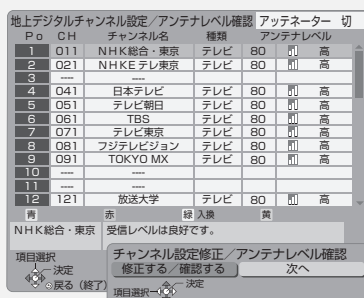 地上デジタルチャンネル設定／アンテナレベル確認 アッテネーター 切
Po CH チャンネル名 種類 アンテナレベル
1 011 NHK総合・東京 テレビ 80 高
2 021 NHKEテレ東京 テレビ 80 高
3 ---- ----
4 041 日本テレビ テレビ 80 高
5 051 テレビ朝日 テレビ 80 高
6 061 TBS テレビ 80 高
7 071 テレビ東京 テレビ 80 高
8 081 フジテレビジョン テレビ 80 高
9 091 TOKYO MX テレビ 80 高
10 ---- ----
11 ---- ----
12 121 放送大学 テレビ 80 高
青 赤 緑 入換 黄
NHK総合・東京 受信レベルは良好です。
項目選択
決定
戻る（終了）
チャンネル設定修正／アンテナレベル確認
修正する／確認する 次へ
項目選択 決定